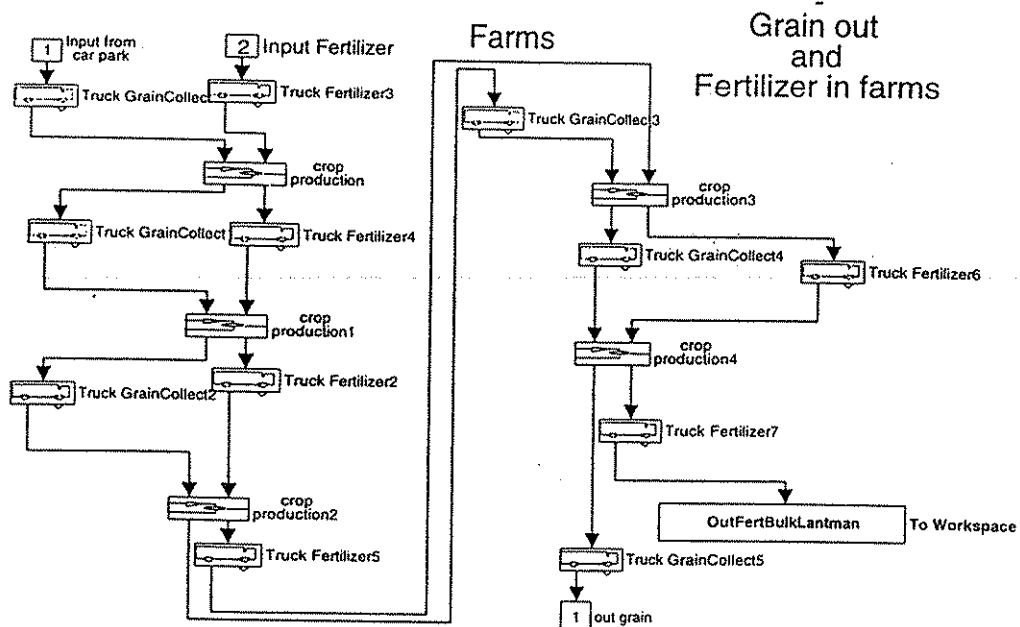 Farms
Grain out
and
Fertilizer in farms
1
Input from
car park
2
Input Fertilizer
Truck GrainCollect
Truck Fertilizer3
crop
production
Truck GrainCollect
Truck Fertilizer4
crop
production1
Truck GrainCollect2
Truck Fertilizer2
crop
production2
Truck Fertilizer5
Truck GrainCollect3
crop
production3
Truck GrainCollect4
Truck Fertilizer6
crop
production4
Truck Fertilizer7
OutFertBulkLantman
To Workspace
Truck GrainCollect5
1
out grain